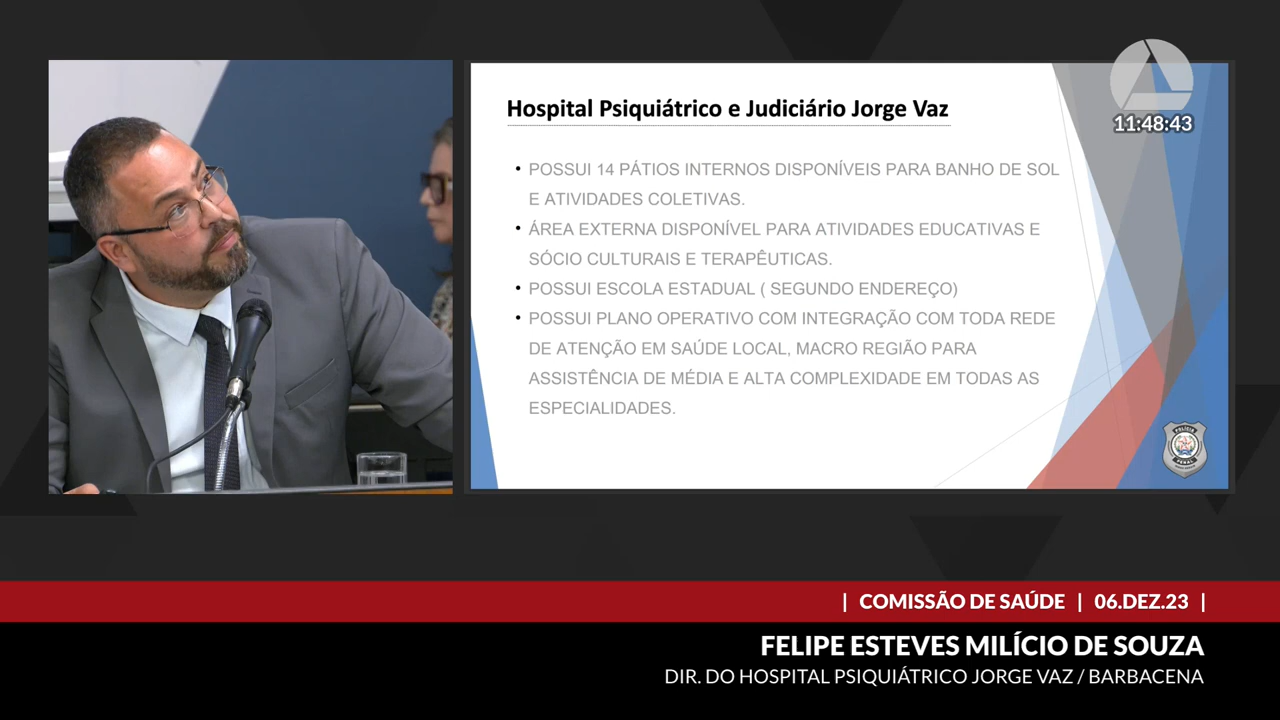 Hospital Psiquiátrico e Judiciário Jorge Vaz
11:48:43
• POSSUI 14 PÁTIOS INTERNOS DISPONÍVEIS PARA BANHO DE SOL
E ATIVIDADES COLETIVAS.
• ÁREA EXTERNA DISPONÍVEL PARA ATIVIDADES EDUCATIVAS E
SÓCIO CULTURAIS E TERAPÊUTICAS.
• POSSUI ESCOLA ESTADUAL ( SEGUNDO ENDEREÇO)
• POSSUI PLANO OPERATIVO COM INTEGRAÇÃO COM TODA REDE
DE ATENÇÃO EM SAÚDE LOCAL, MACRO REGIÃO PARA
ASSISTÊNCIA DE MÉDIA E ALTA COMPLEXIDADE EM TODAS AS
ESPECIALIDADES.
POLÍCIA
PENAL
| COMISSÃO DE SAÚDE | 06.DEZ.23 |
FELIPE ESTEVES MILÍCIO DE SOUZA
DIR. DO HOSPITAL PSIQUIÁTRICO JORGE VAZ / BARBACENA